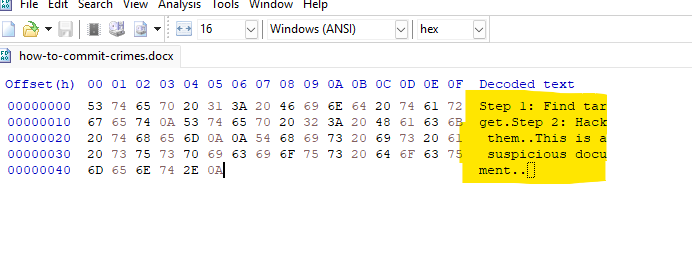 File Edit Search View Analysis Tools Window Help
16 Windows (ANSI) hex
how-to-commit-crimes.docx
Offset(h) 00 01 02 03 04 05 06 07 08 09 0A 0B 0C 0D 0E 0F Decoded text
00000000 53 74 65 70 20 31 3A 20 46 69 6E 64 20 74 61 72 Step 1: Find tar
00000010 67 65 74 0A 53 74 65 70 20 32 3A 20 48 61 63 6B get.Step 2: Hack
00000020 20 74 68 65 6D 0A 0A 54 68 69 73 20 69 73 20 61 them..This is a
00000030 20 73 75 73 70 69 63 69 6F 75 73 20 64 6F 63 75 suspicious docu
00000040 6D 65 6E 74 2E 0A ment..